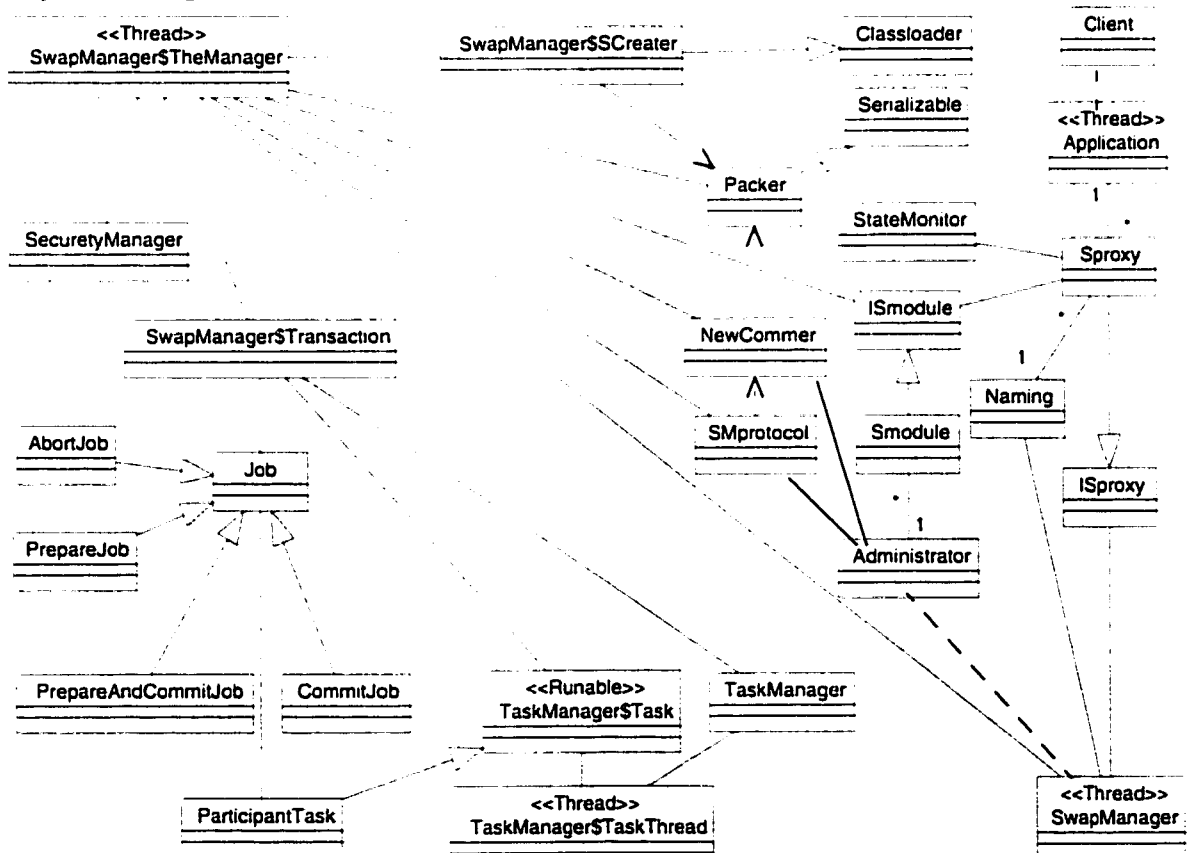 <<Thread>>
SwapManager$TheManager
SwapManager$SCreater
Classloader
Client
1
Serializable
<<Thread>>
Application
1
*
Packer
SecuretyManager
StateMonitor
Sproxy
*
ISmodule
SwapManager$Transaction
NewCommer
1
Naming
AbortJob
Job
SMprotocol
Smodule
ISproxy
*
1
PrepareJob
Administrator
PrepareAndCommitJob
CommitJob
<<Runable>>
TaskManager$Task
TaskManager
ParticipantTask
<<Thread>>
TaskManager$TaskThread
<<Thread>>
SwapManager